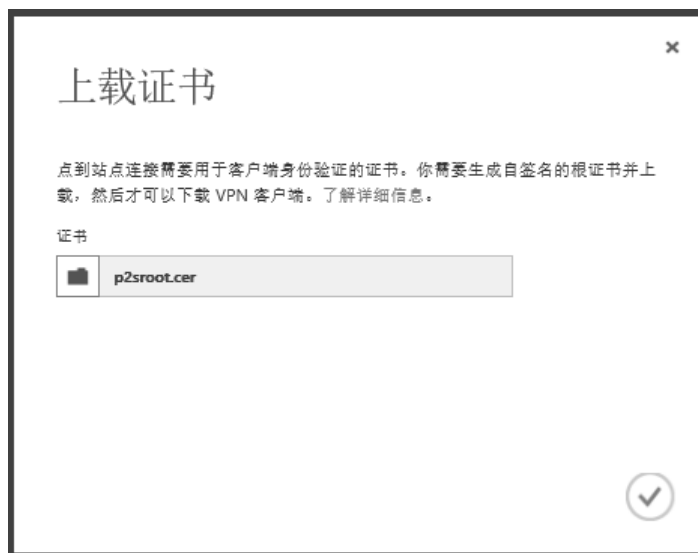 上载证书
点到站点连接需要用于客户端身份验证的证书。你需要生成自签名的根证书并上
载，然后才可以下载 VPN 客户端。了解详细信息。
证书
p2sroot.cer